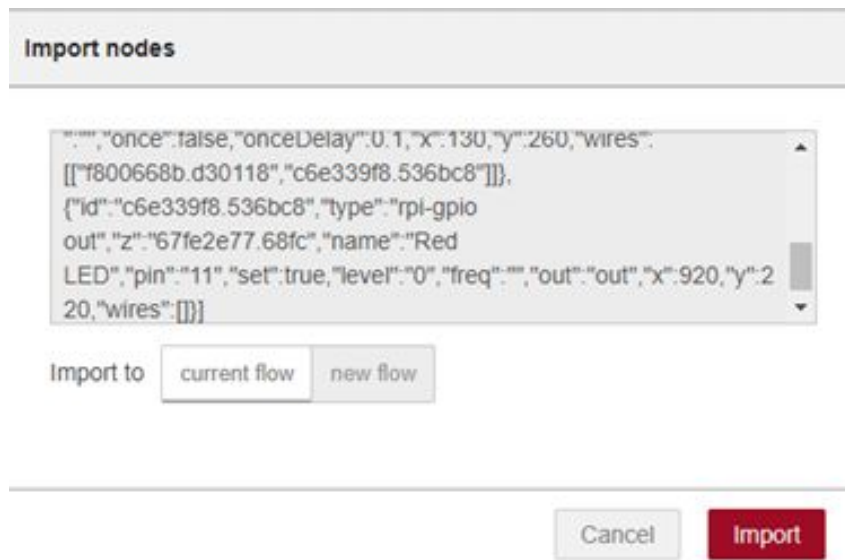 Import nodes
":"","once":false,"onceDelay":0.1,"x":130,"y":260,"wires":
[["f800668b.d30118","c6e339f8.536bc8"]]},
{"id":"c6e339f8.536bc8","type":"rpi-gpio
out","z":"67fe2e77.68fc","name":"Red
LED","pin":"11","set":true,"level":"0","freq":"","out":"out","x":920,"y":2
20,"wires":[]}]
Import to current flow new flow
Cancel Import